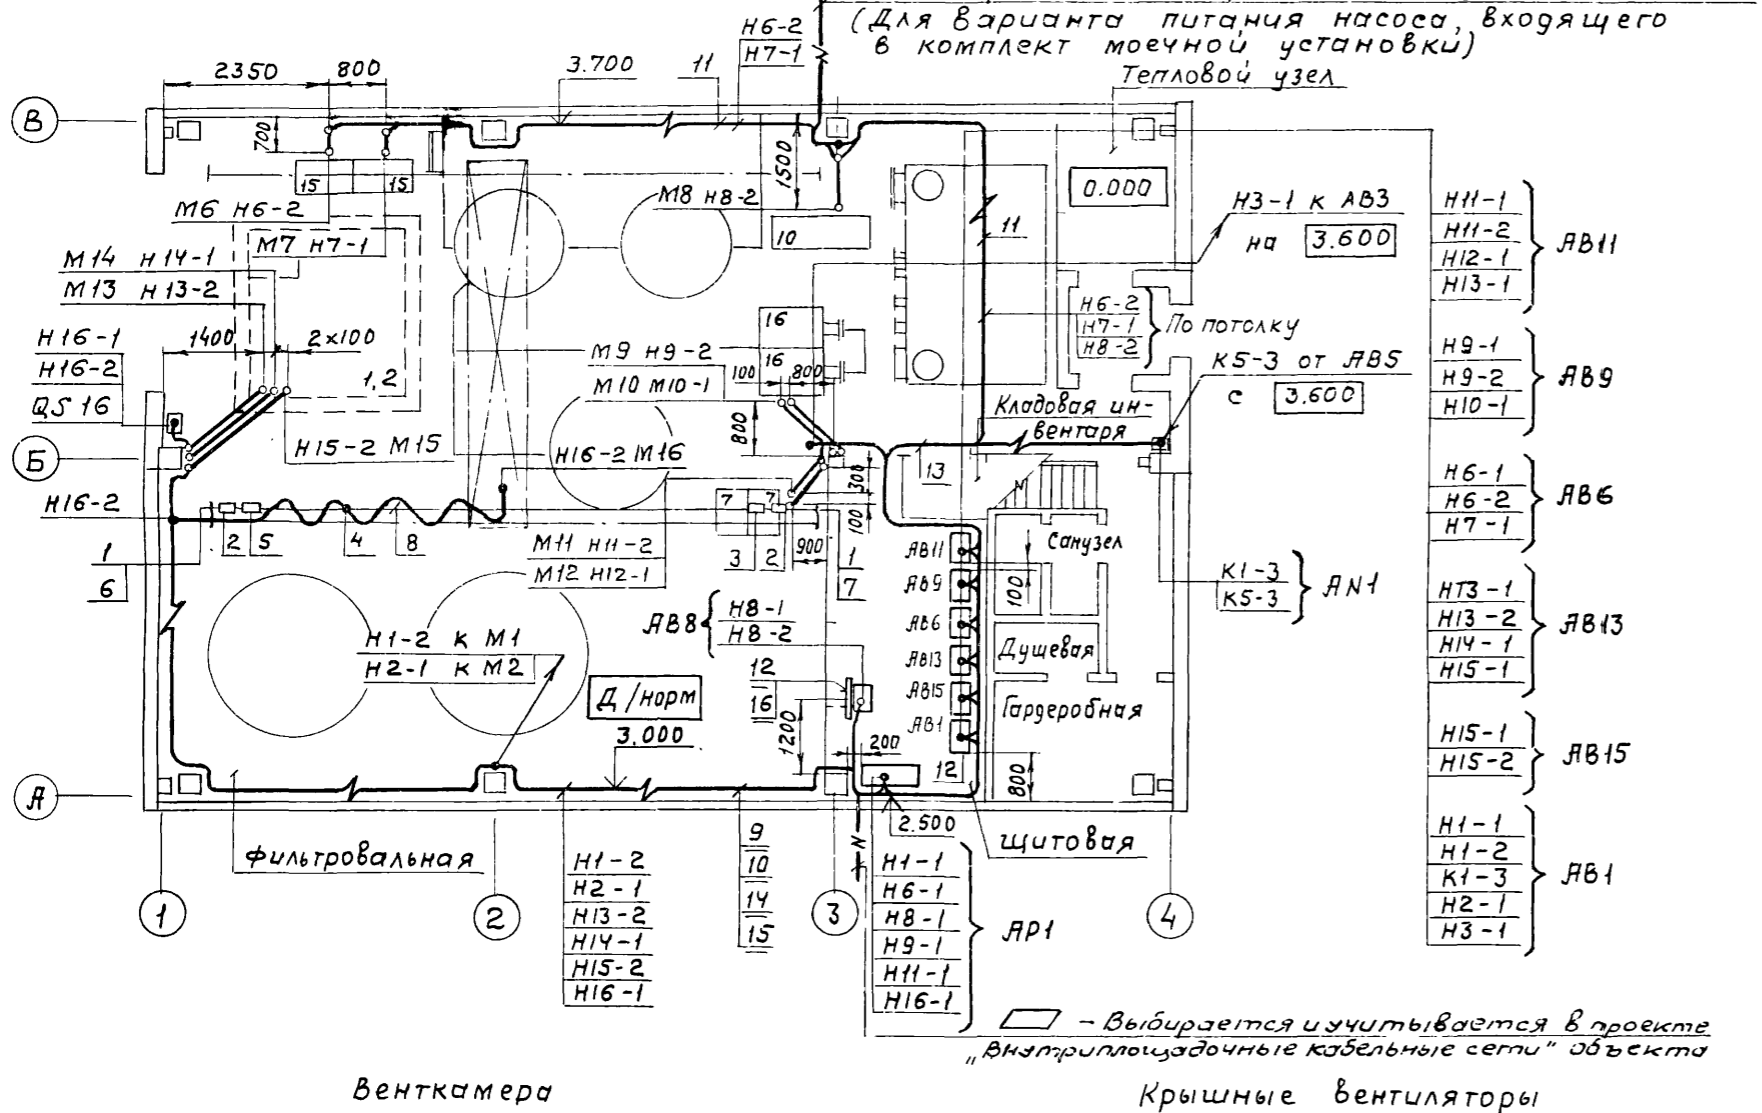 (Для варианта питания насоса, входящего
в комплект моечной установки)
Тепловой узел
Н6-2
Н7-1
2350
800
3.700
11
В
700
15
15
1500
М6 Н6-2
М7 Н7-1
М8 Н8-2
10
0.000
11
М14 Н14-1
М13 Н13-2
Н16-1
Н16-2
QS 16
1400
2х100
1,2
16
16
М9 Н9-2
М10 М10-1
100
800
800
Н3-1 к АВ3
на 3.600
Н6-2
Н7-1
Н8-2
По потолку
К5-3 от АВ5
с 3.600
Кладовая ин-
вентаря
Б
Н15-2 М15
Н16-2 М16
13
300
100
Н16-2
7
7
2
5
4
8
3
2
900
1
7
1
6
М11 Н11-2
М12 Н12-1
АВ11
АВ9
АВ6
АВ13
АВ15
АВ1
100
Санузел
Душевая
Гардеробная
К1-3
К5-3
АN1
АВ8
Н8-1
Н8-2
Н1-2 к М1
Н2-1 к М2
Д/норм
3.000
12
16
1200
200
12
800
2.500
А
фильтровальная
щитовая
1
2
3
4
Н1-2
Н2-1
Н13-2
Н14-1
Н15-2
Н16-1
9
10
14
15
N
Н1-1
Н6-1
Н8-1
Н9-1
Н11-1
Н16-1
АР1
Н11-1
Н11-2
Н12-1
Н13-1
АВ11
Н9-1
Н9-2
Н10-1
АВ9
Н6-1
Н6-2
Н7-1
АВ6
НТ3-1
Н13-2
Н14-1
Н15-1
АВ13
Н15-1
Н15-2
АВ15
Н1-1
Н1-2
К1-3
Н2-1
Н3-1
АВ1
- Выбирается и учитывается в проекте
„Внутриплощадочные кабельные сети" объекта
Венткамера
Крышные вентиляторы